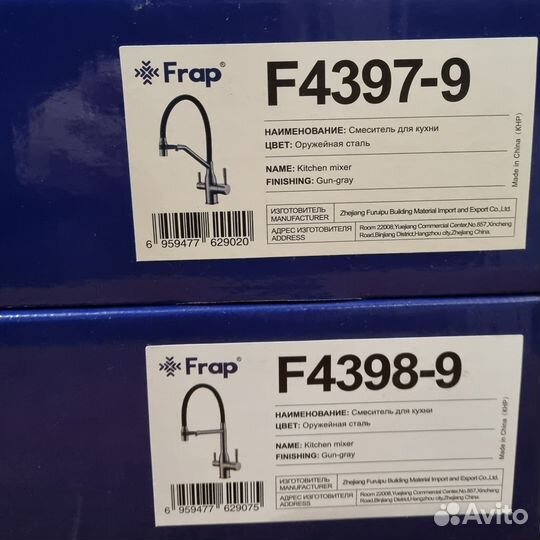 Frap®
F4397-9
НАИМЕНОВАНИЕ: Смеситель для кухни
ЦВЕТ: Оружейная сталь
NAME: Kitchen mixer
FINISHING: Gun-gray
Made in China (КНР)
ИЗГОТОВИТЕЛЬ
MANUFACTURER
Zhejiang Furuipu Building Material Import and Export Co.,Ltd.
АДРЕС ИЗГОТОВИТЕЛЯ
ADDRESS
Room 22008,Yuejiang Commercial Center,No.857,Xincheng
Road,Binjiang District,Hangzhou city,Zhejiang China.
6 959477 629020
Frap®
F4398-9
НАИМЕНОВАНИЕ: Смеситель для кухни
ЦВЕТ: Оружейная сталь
NAME: Kitchen mixer
FINISHING: Gun-gray
Made in China (КНР)
ИЗГОТОВИТЕЛЬ
MANUFACTURER
Zhejiang Furuipu Building Material Import and Export Co.,Ltd.
АДРЕС ИЗГОТОВИТЕЛЯ
ADDRESS
Room 22008,Yuejiang Commercial Center,No.857,Xincheng
Road,Binjiang District,Hangzhou city,Zhejiang China.
6 959477 629075
Avito